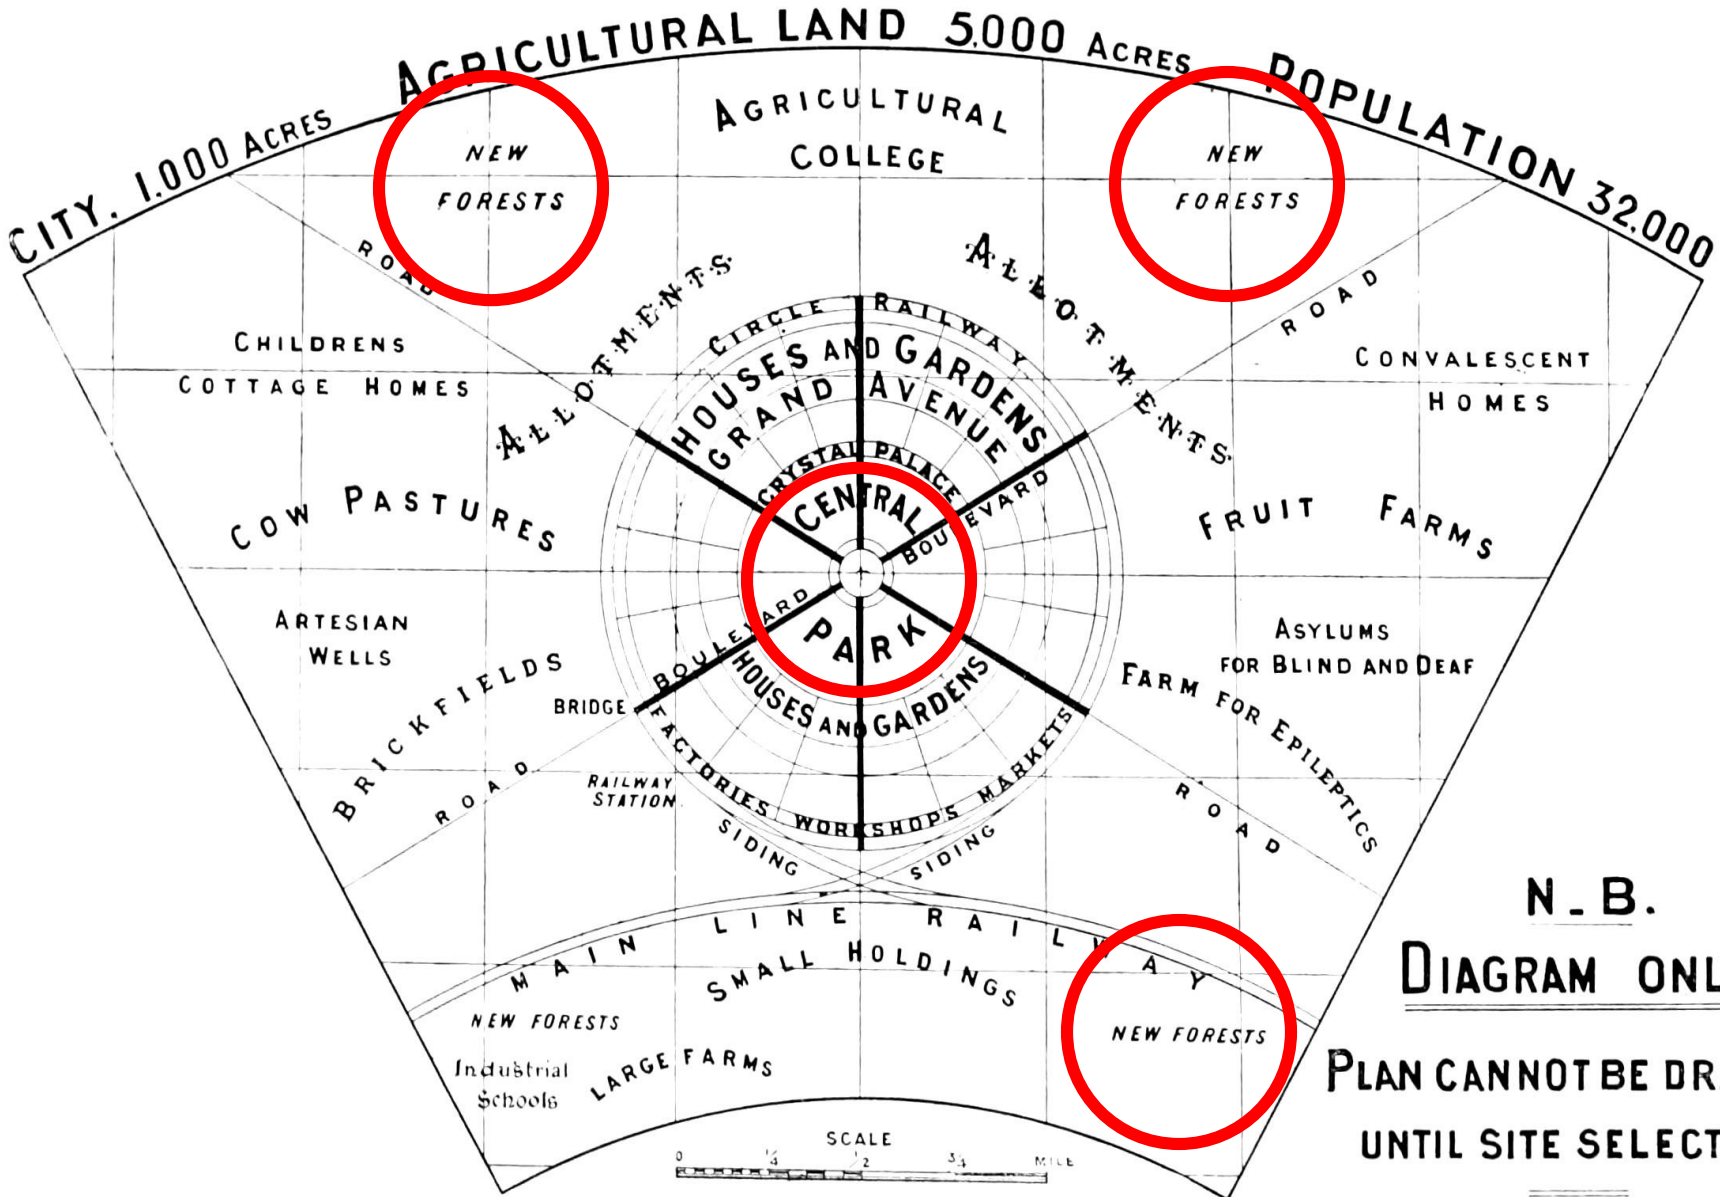 CITY. 1.000 ACRES AGRICULTURAL LAND 5.000 ACRES POPULATION 32.000
AGRICULTURAL
COLLEGE
NEW
FORESTS
NEW
FORESTS
ROAD
ROAD
ALLOTMENTS
ALLOTMENTS
CHILDRENS
COTTAGE HOMES
CONVALESCENT
HOMES
CIRCLE RAILWAY
HOUSES AND GARDENS
GRAND AVENUE
CRYSTAL PALACE
CENTRAL
BOULEVARD
COW PASTURES
FRUIT FARMS
ARTESIAN
WELLS
ASYLUMS
FOR BLIND AND DEAF
BOULEVARD
PARK
HOUSES AND GARDENS
BRICKFIELDS
BRIDGE
FARM FOR EPILEPTICS
FACTORIES WORKSHOPS MARKETS
RAILWAY
STATION
ROAD
ROAD
SIDING
SIDING
MAIN LINE RAILWAY
SMALL HOLDINGS
NEW FORESTS
NEW FORESTS
Industrial
Schools
LARGE FARMS
N_B.
DIAGRAM ONL
PLAN CANNOT BE DR
UNTIL SITE SELECT
SCALE
0 ¼ ½ ¾ MILE